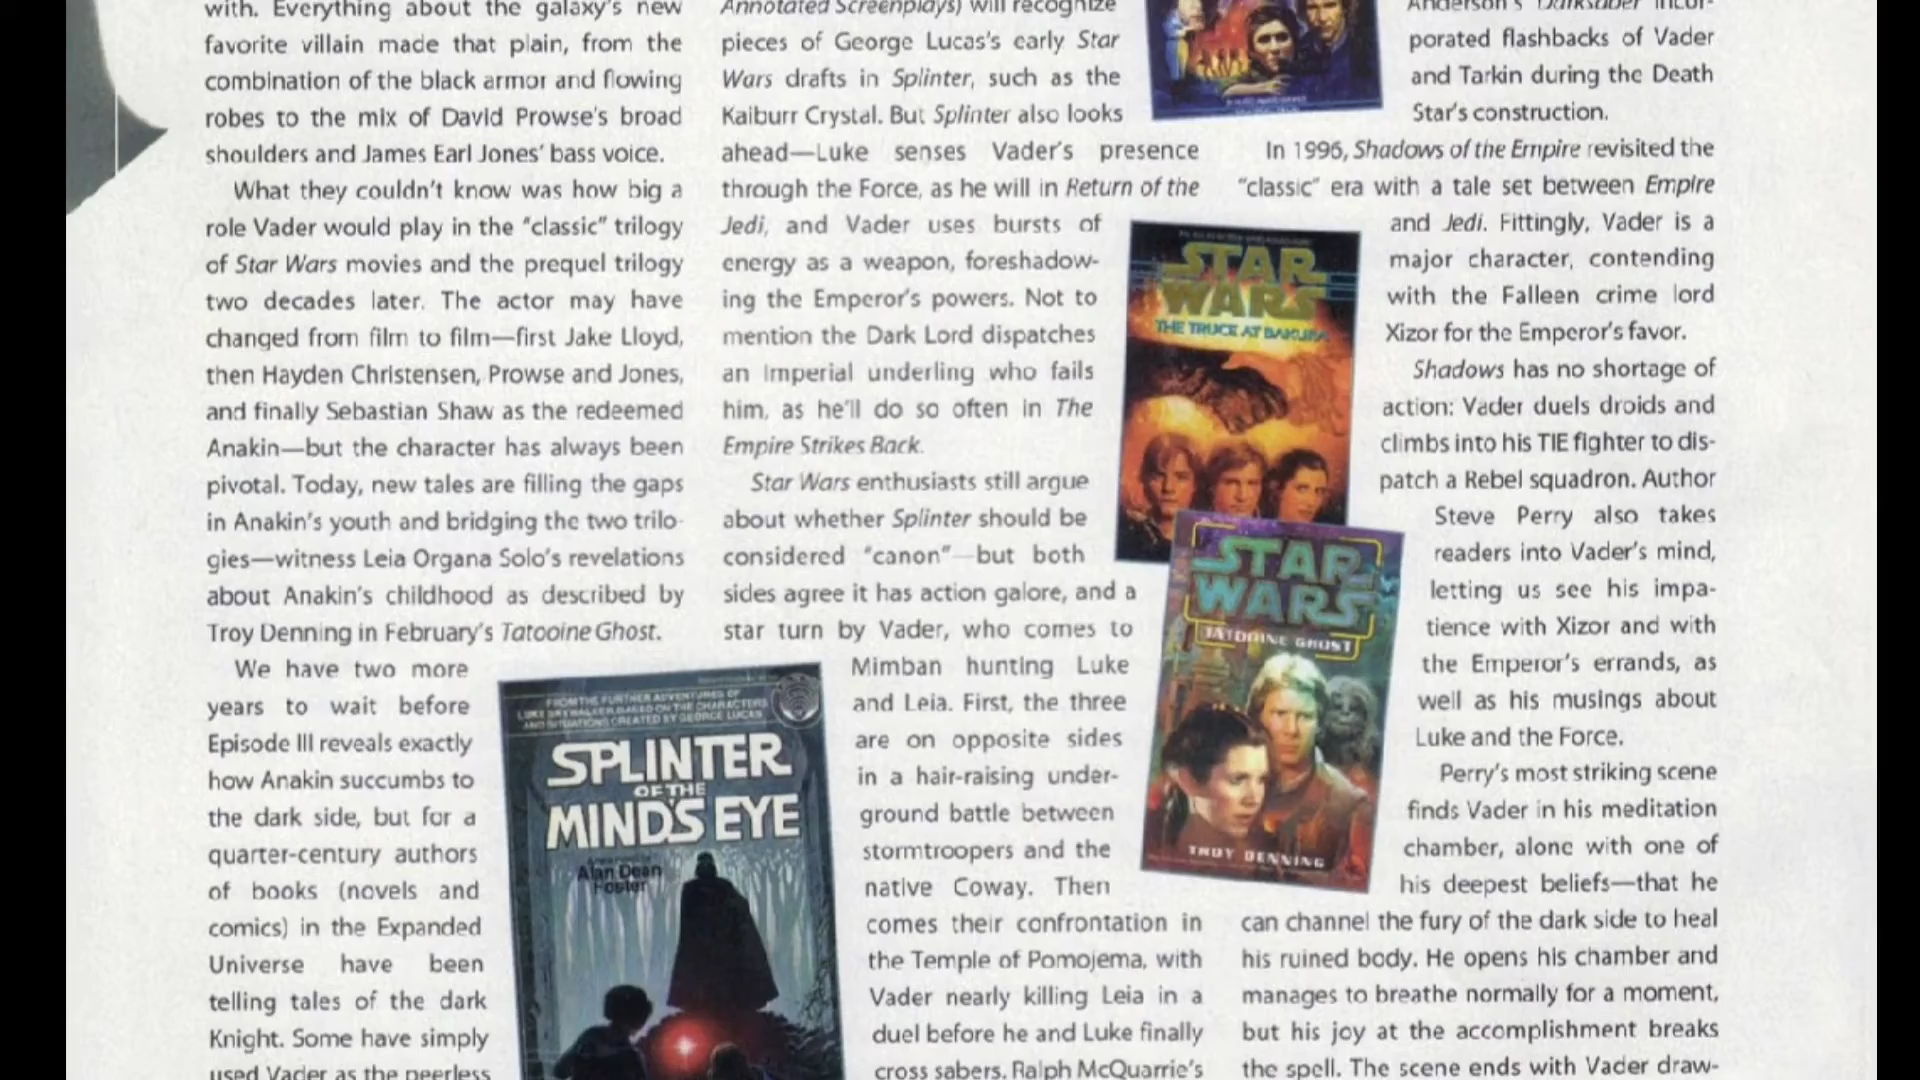 with. Everything about the galaxy's new
favorite villain made that plain, from the
combination of the black armor and flowing
robes to the mix of David Prowse's broad
shoulders and James Earl Jones' bass voice.
What they couldn't know was how big a
role Vader would play in the "classic" trilogy
of Star Wars movies and the prequel trilogy
two decades later. The actor may have
changed from film to film—first Jake Lloyd,
then Hayden Christensen, Prowse and Jones,
and finally Sebastian Shaw as the redeemed
Anakin—but the character has always been
pivotal. Today, new tales are filling the gaps
in Anakin's youth and bridging the two trilo-
gies—witness Leia Organa Solo's revelations
about Anakin's childhood as described by
Troy Denning in February's Tatooine Ghost.
We have two more
years to wait before
Episode III reveals exactly
how Anakin succumbs to
the dark side, but for a
quarter-century authors
of books (novels and
comics) in the Expanded
Universe have been
telling tales of the dark
Knight. Some have simply
used Vader as the peerless
FROM THE FURTHER ADVENTURES OF
LUKE SKYWALKER BASED ON THE CHARACTERS
AND SITUATIONS CREATED BY GEORGE LUCAS
SPLINTER
OF THE
MIND'S EYE
Alan Dean
Foster
Annotated Screenplays) will recognize
pieces of George Lucas's early Star
Wars drafts in Splinter, such as the
Kaiburr Crystal. But Splinter also looks
ahead—Luke senses Vader's presence
through the Force, as he will in Return of the
Jedi, and Vader uses bursts of
energy as a weapon, foreshadow-
ing the Emperor's powers. Not to
mention the Dark Lord dispatches
an Imperial underling who fails
him, as he'll do so often in The
Empire Strikes Back.
Star Wars enthusiasts still argue
about whether Splinter should be
considered "canon"—but both
sides agree it has action galore, and a
star turn by Vader, who comes to
Mimban hunting Luke
and Leia. First, the three
are on opposite sides
in a hair-raising under-
ground battle between
stormtroopers and the
native Coway. Then
comes their confrontation in
the Temple of Pomojema, with
Vader nearly killing Leia in a
duel before he and Luke finally
cross sabers. Ralph McQuarrie's
STAR
WARS
THE TRUCE AT BAKURA
STAR
WARS
TATOOINE GHOST
TROY DENNING
Anderson's Darksaber incor-
porated flashbacks of Vader
and Tarkin during the Death
Star's construction.
In 1996, Shadows of the Empire revisited the
"classic" era with a tale set between Empire
and Jedi. Fittingly, Vader is a
major character, contending
with the Falleen crime lord
Xizor for the Emperor's favor.
Shadows has no shortage of
action: Vader duels droids and
climbs into his TIE fighter to dis-
patch a Rebel squadron. Author
Steve Perry also takes
readers into Vader's mind,
letting us see his impa-
tience with Xizor and with
the Emperor's errands, as
well as his musings about
Luke and the Force.
Perry's most striking scene
finds Vader in his meditation
chamber, alone with one of
his deepest beliefs—that he
can channel the fury of the dark side to heal
his ruined body. He opens his chamber and
manages to breathe normally for a moment,
but his joy at the accomplishment breaks
the spell. The scene ends with Vader draw-